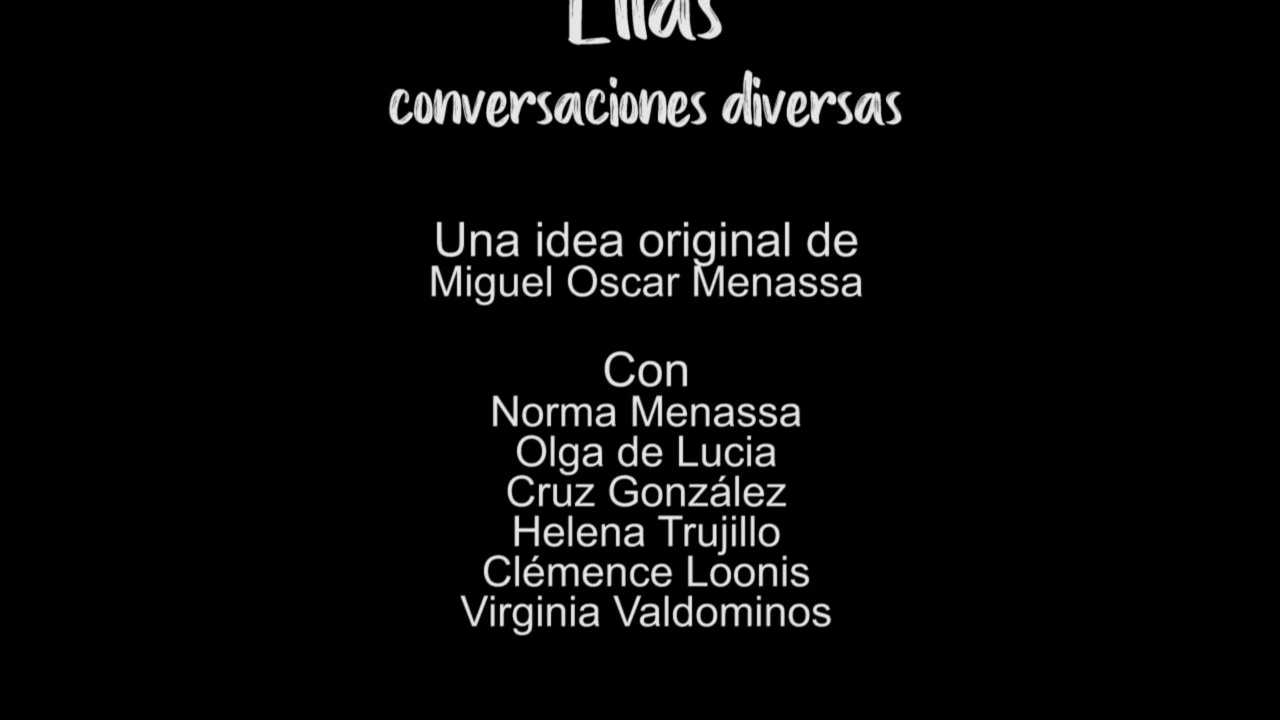 Ellas
conversaciones diversas
Una idea original de
Miguel Oscar Menassa
Con
Norma Menassa
Olga de Lucia
Cruz González
Helena Trujillo
Clémence Loonis
Virginia Valdominos